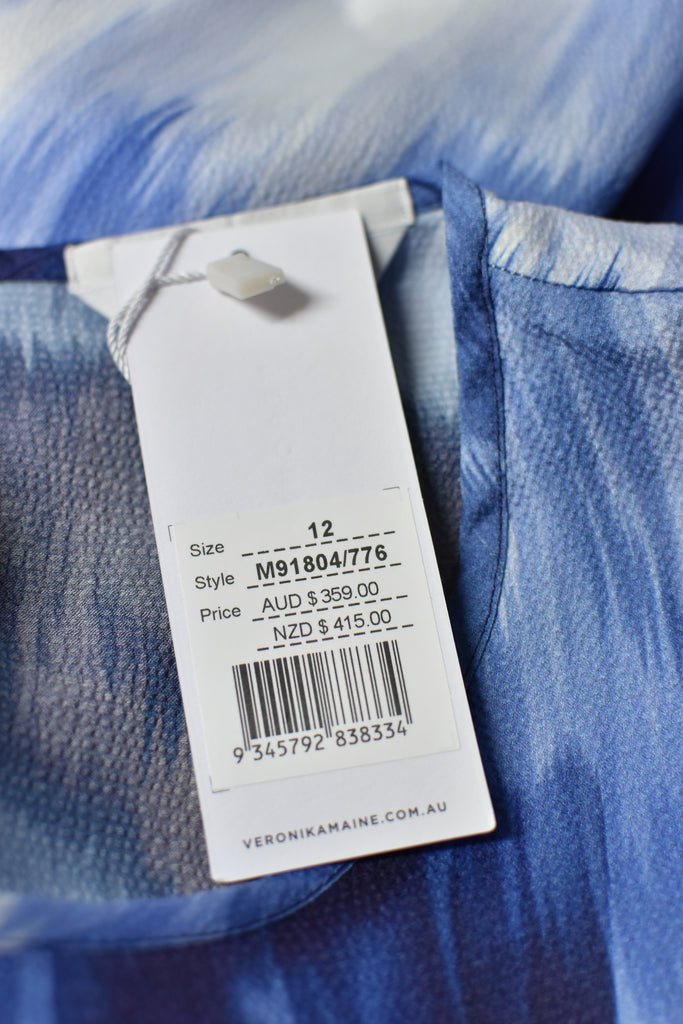 Size 12
Style M91804/776
Price AUD $ 359.00
NZD $ 415.00
9 345792 838334
VERONIKAMAINE.COM.AU